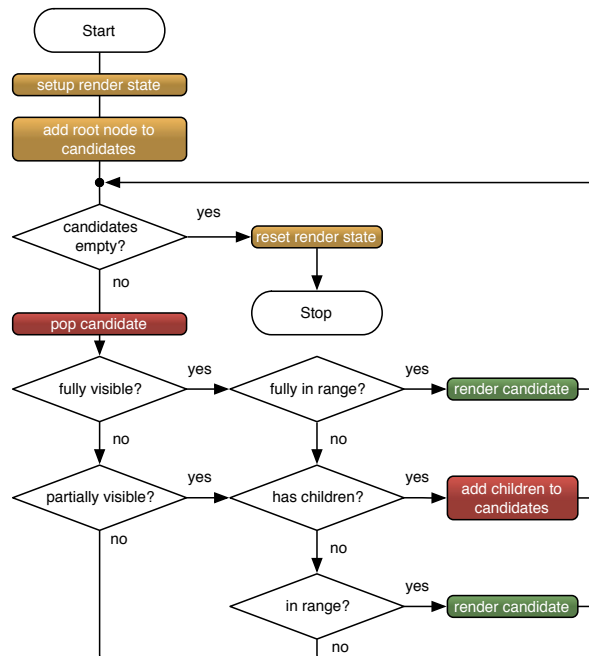 Start
setup render state
add root node to
candidates
candidates
empty?
yes
reset render state
no
Stop
pop candidate
fully visible?
yes
fully in range?
yes
render candidate
no
no
partially visible?
yes
has children?
yes
add children to
candidates
no
no
in range?
yes
render candidate
no